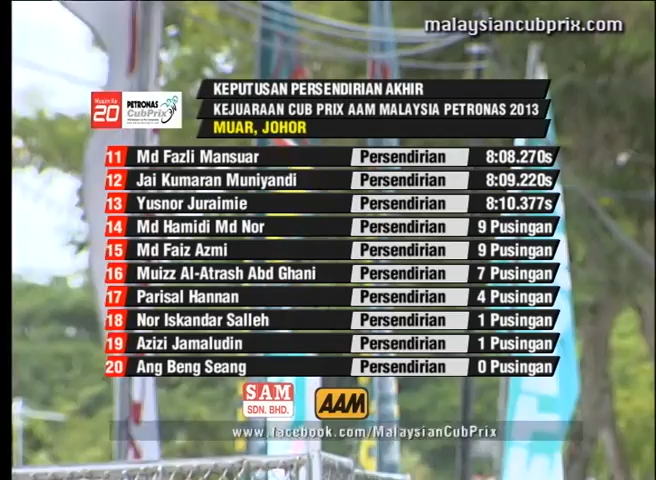 malaysiancubprix.com
KEPUTUSAN PERSENDIRIAN AKHIR
KEJUARAAN CUB PRIX AAM MALAYSIA PETRONAS 2013
MUAR, JOHOR
Musim Ke
20
PETRONAS
CubPrix
11 Md Fazli Mansuar Persendirian 8:08.270s
12 Jai Kumaran Muniyandi Persendirian 8:09.220s
13 Yusnor Juraimie Persendirian 8:10.377s
14 Md Hamidi Md Nor Persendirian 9 Pusingan
15 Md Faiz Azmi Persendirian 9 Pusingan
16 Muizz Al-Atrash Abd Ghani Persendirian 7 Pusingan
17 Parisal Hannan Persendirian 4 Pusingan
18 Nor Iskandar Salleh Persendirian 1 Pusingan
19 Azizi Jamaludin Persendirian 1 Pusingan
20 Ang Beng Seang Persendirian 0 Pusingan
SAM
SDN. BHD.
AAM
www.facebook.com/MalaysianCubPrix